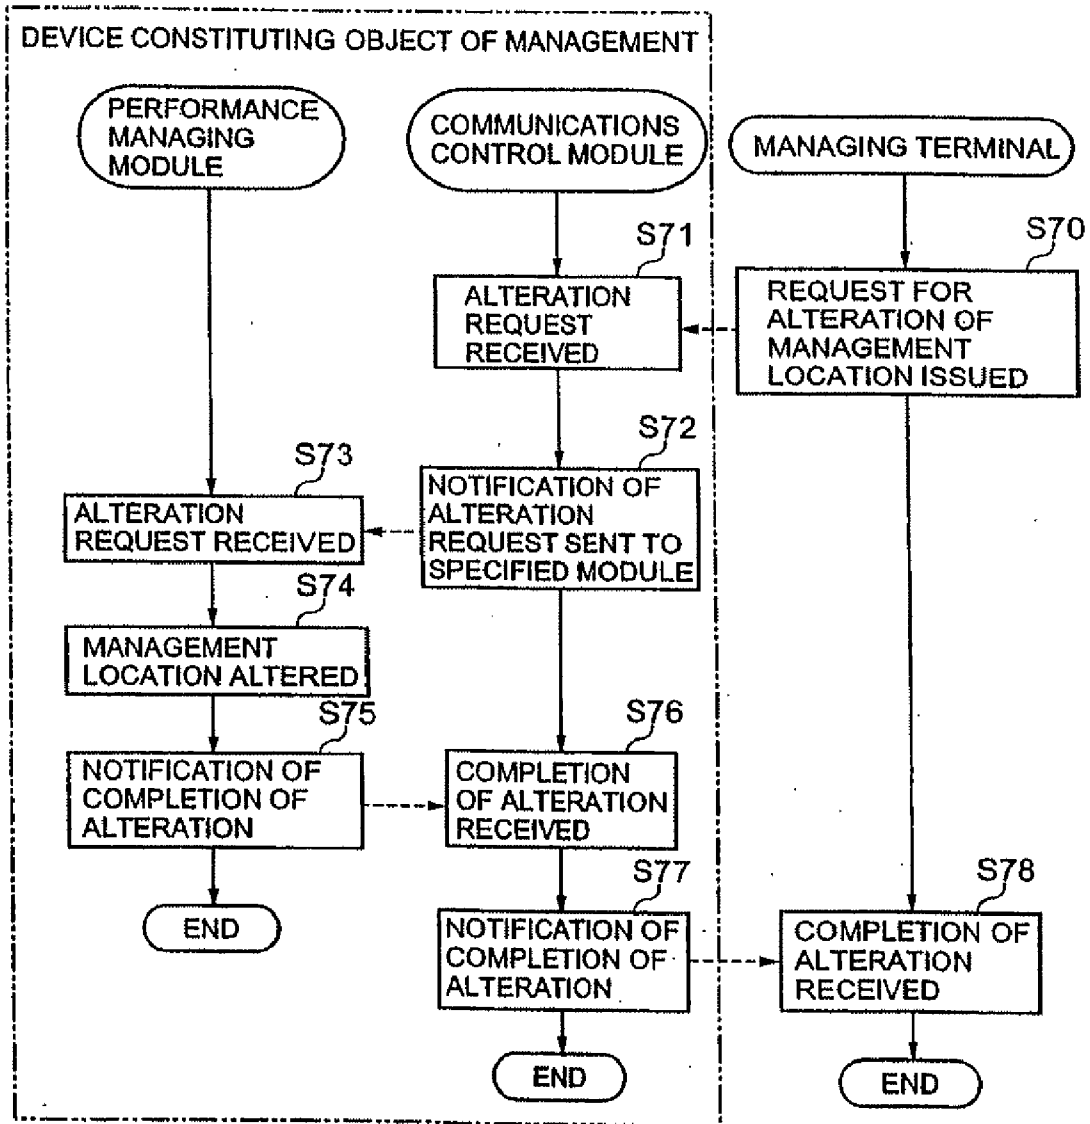 DEVICE CONSTITUTING OBJECT OF MANAGEMENT
PERFORMANCE
MANAGING
MODULE
COMMUNICATIONS
CONTROL MODULE
MANAGING TERMINAL
S70
REQUEST FOR
ALTERATION OF
MANAGEMENT
LOCATION ISSUED
S71
ALTERATION
REQUEST
RECEIVED
S72
NOTIFICATION OF
ALTERATION
REQUEST SENT TO
SPECIFIED MODULE
S73
ALTERATION
REQUEST RECEIVED
S74
MANAGEMENT
LOCATION ALTERED
S75
NOTIFICATION OF
COMPLETION OF
ALTERATION
S76
COMPLETION
OF ALTERATION
RECEIVED
END
S77
NOTIFICATION OF
COMPLETION OF
ALTERATION
S78
COMPLETION OF
ALTERATION
RECEIVED
END
END